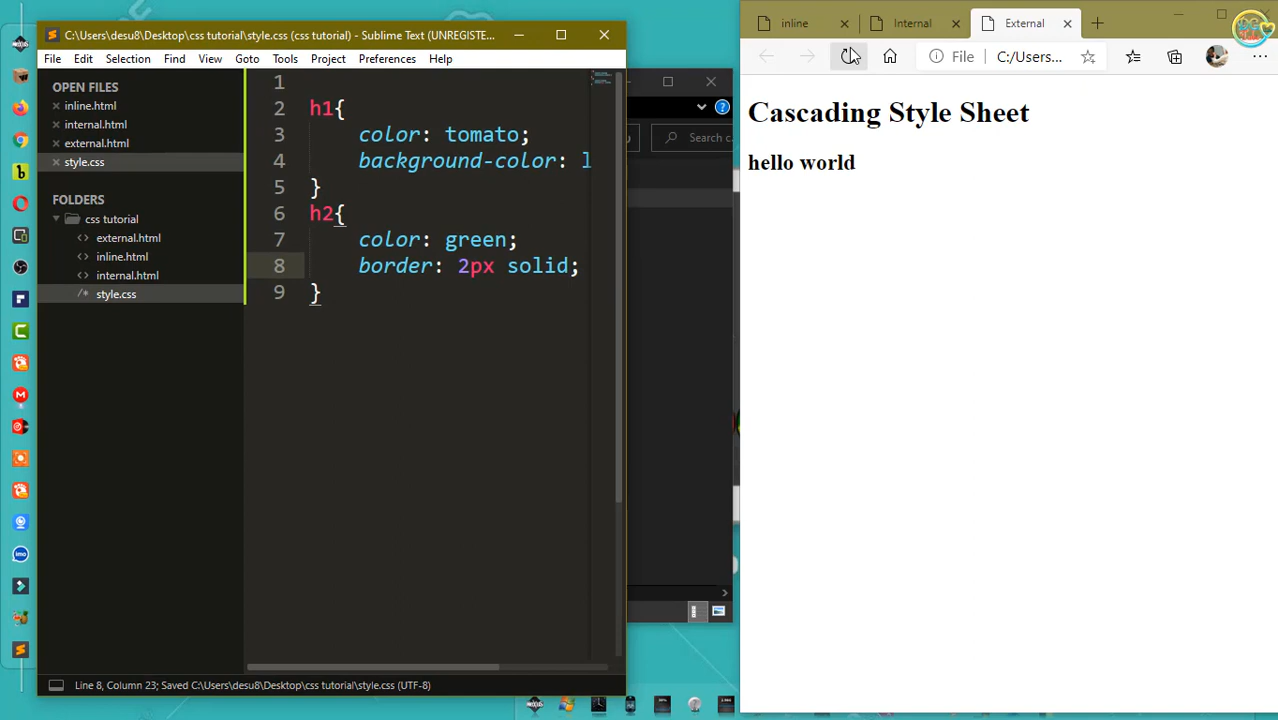 C:\Users\desu8\Desktop\css tutorial\style.css (css tutorial) - Sublime Text (UNREGISTE...
File Edit Selection Find View Goto Tools Project Preferences Help
OPEN FILES
inline.html
internal.html
external.html
style.css
FOLDERS
css tutorial
external.html
inline.html
internal.html
style.css
1
2 h1{
3 color: tomato;
4 background-color: l
5 }
6 h2{
7 color: green;
8 border: 2px solid;
9 }
Line 8, Column 23; Saved C:\Users\desu8\Desktop\css tutorial\style.css (UTF-8)
Search ca
inline
Internal
External
File C:/Users...
Cascading Style Sheet
hello world